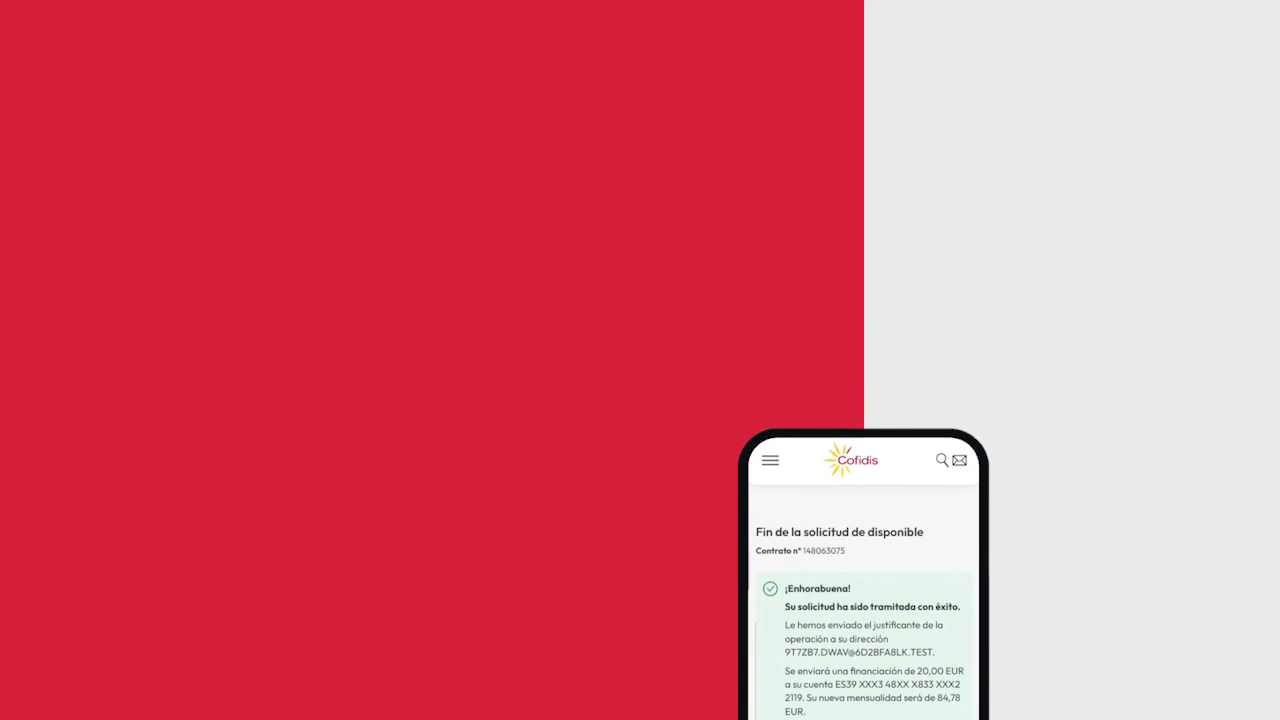 Cofidis
Fin de la solicitud de disponible
Contrato nº 148063075
¡Enhorabuena!
Su solicitud ha sido tramitada con éxito.
Le hemos enviado el justificante de la
operación a su dirección
9T7ZB7.DWAV@6D2BFA8LK.TEST.
Se enviará una financiación de 20,00 EUR
a su cuenta ES39 XXX3 48XX X833 XXX2
2119. Su nueva mensualidad será de 84,78
EUR.